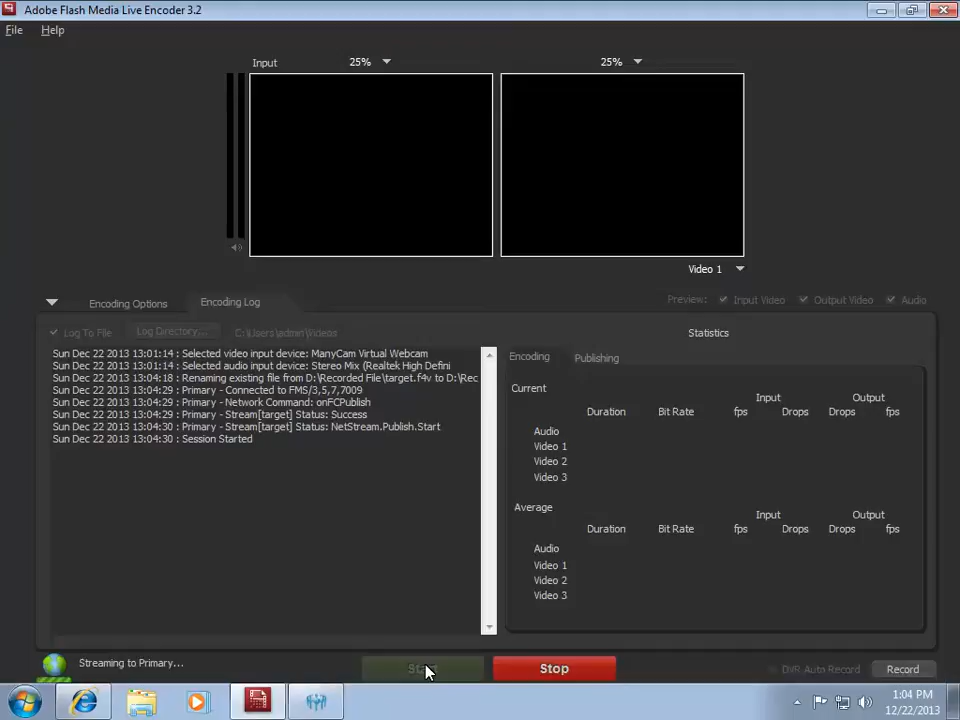 Adobe Flash Media Live Encoder 3.2
File Help
Input 25% 25%
Video 1
Encoding Options Encoding Log
Preview: Input Video Output Video Audio
Log To File Log Directory... C:\Users\admin\Videos
Statistics
Sun Dec 22 2013 13:01:14 : Selected video input device: ManyCam Virtual Webcam
Sun Dec 22 2013 13:01:14 : Selected audio input device: Stereo Mix (Realtek High Defini
Sun Dec 22 2013 13:04:18 : Renaming existing file from D:\Recorded File\target.f4v to D:\Rec
Sun Dec 22 2013 13:04:29 : Primary - Connected to FMS/3,5,7,7009
Sun Dec 22 2013 13:04:29 : Primary - Network Command: onFCPublish
Sun Dec 22 2013 13:04:29 : Primary - Stream[target] Status: Success
Sun Dec 22 2013 13:04:30 : Primary - Stream[target] Status: NetStream.Publish.Start
Sun Dec 22 2013 13:04:30 : Session Started
Encoding Publishing
Current
Input Output
Duration Bit Rate fps Drops Drops fps
Audio
Video 1
Video 2
Video 3
Average
Input Output
Duration Bit Rate fps Drops Drops fps
Audio
Video 1
Video 2
Video 3
Streaming to Primary...
Start
Stop
DVR Auto Record
Record
1:04 PM
12/22/2013